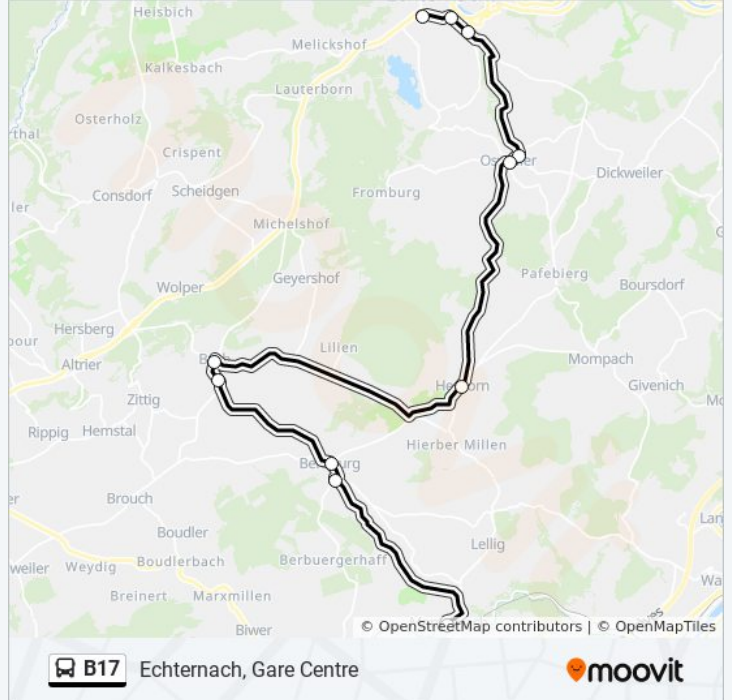 Heisbich
Melickshof
Kalkesbach
Lauterborn
Osterholz
rthal
Crispent
Dickweiler
Consdorf
Scheidgen
Fromburg
ler
Michelshof
Geyershof
Pafebierg
Wolper
Boursdorf
Hersberg
bour
Lilien
Altrier
Mompach
Givenich
Zittig
Rippig
Hemstal
Hierber Millen
Brouch
Boudler
Lellig
Berbuergerhaff
weiler
Weydig
Boudlerbach
Breinert
Marxmillen
Biwer
© OpenStreetMap contributors | © OpenMapTiles
B17 Echternach, Gare Centre
moovit